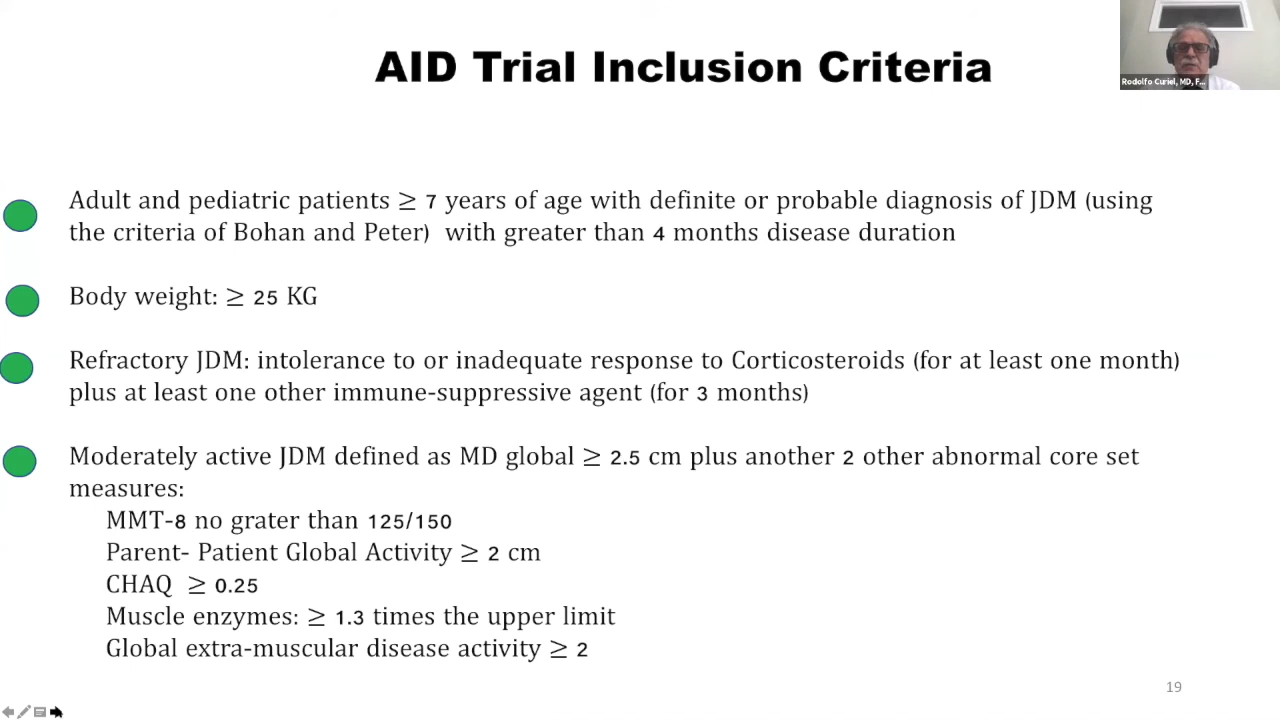 AID Trial Inclusion Criteria
Rodolfo Curiel, MD, F...
Adult and pediatric patients ≥ 7 years of age with definite or probable diagnosis of JDM (using
the criteria of Bohan and Peter) with greater than 4 months disease duration
Body weight: ≥ 25 KG
Refractory JDM: intolerance to or inadequate response to Corticosteroids (for at least one month)
plus at least one other immune-suppressive agent (for 3 months)
Moderately active JDM defined as MD global ≥ 2.5 cm plus another 2 other abnormal core set
measures:
MMT-8 no grater than 125/150
Parent- Patient Global Activity ≥ 2 cm
CHAQ ≥ 0.25
Muscle enzymes: ≥ 1.3 times the upper limit
Global extra-muscular disease activity ≥ 2
19